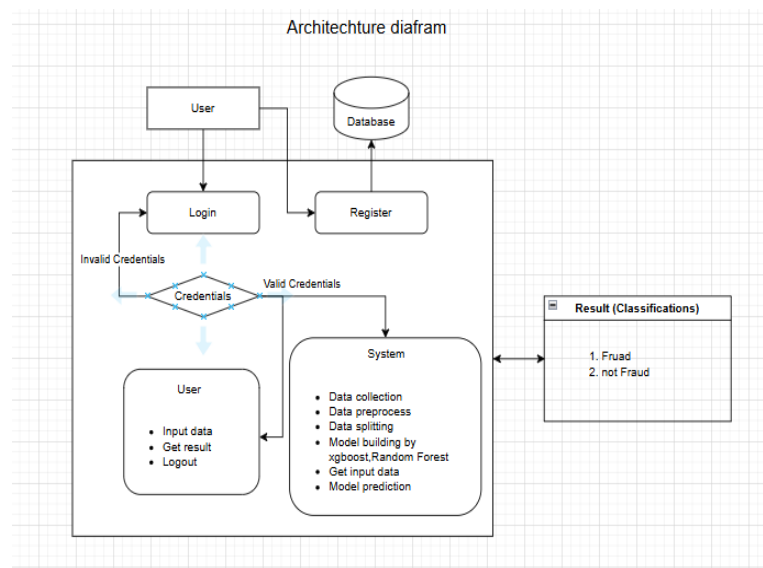 Architechture diafram
User
Database
Login
Register
Invalid Credentials
Credentials
Valid Credentials
User
• Input data
• Get result
• Logout
System
• Data collection
• Data preprocess
• Data splitting
• Model building by
xgboost,Random Forest
• Get input data
• Model prediction
Result (Classifications)
1. Fruad
2. not Fraud